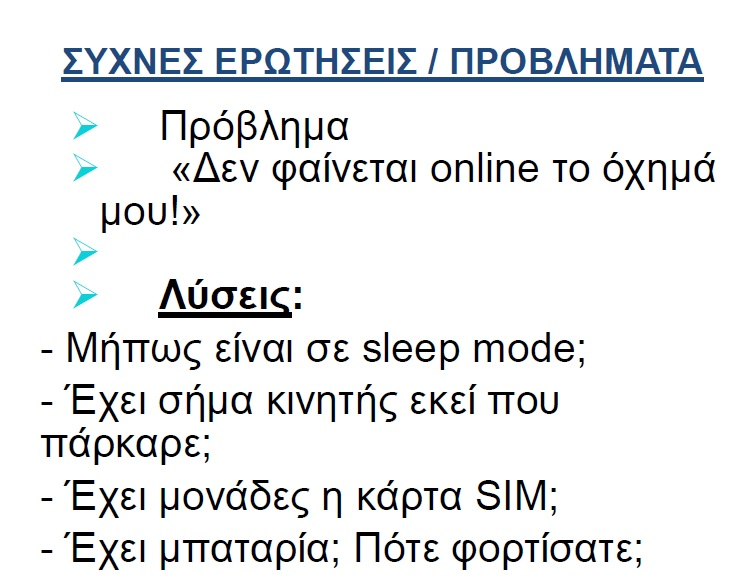 ΣΥΧΝΕΣ ΕΡΩΤΗΣΕΙΣ / ΠΡΟΒΛΗΜΑΤΑ
Πρόβλημα
«Δεν φαίνεται online το όχημά
μου!»
Λύσεις:
- Μήπως είναι σε sleep mode;
- Έχει σήμα κινητής εκεί που
πάρκαρε;
- Έχει μονάδες η κάρτα SIM;
- Έχει μπαταρία; Πότε φορτίσατε;